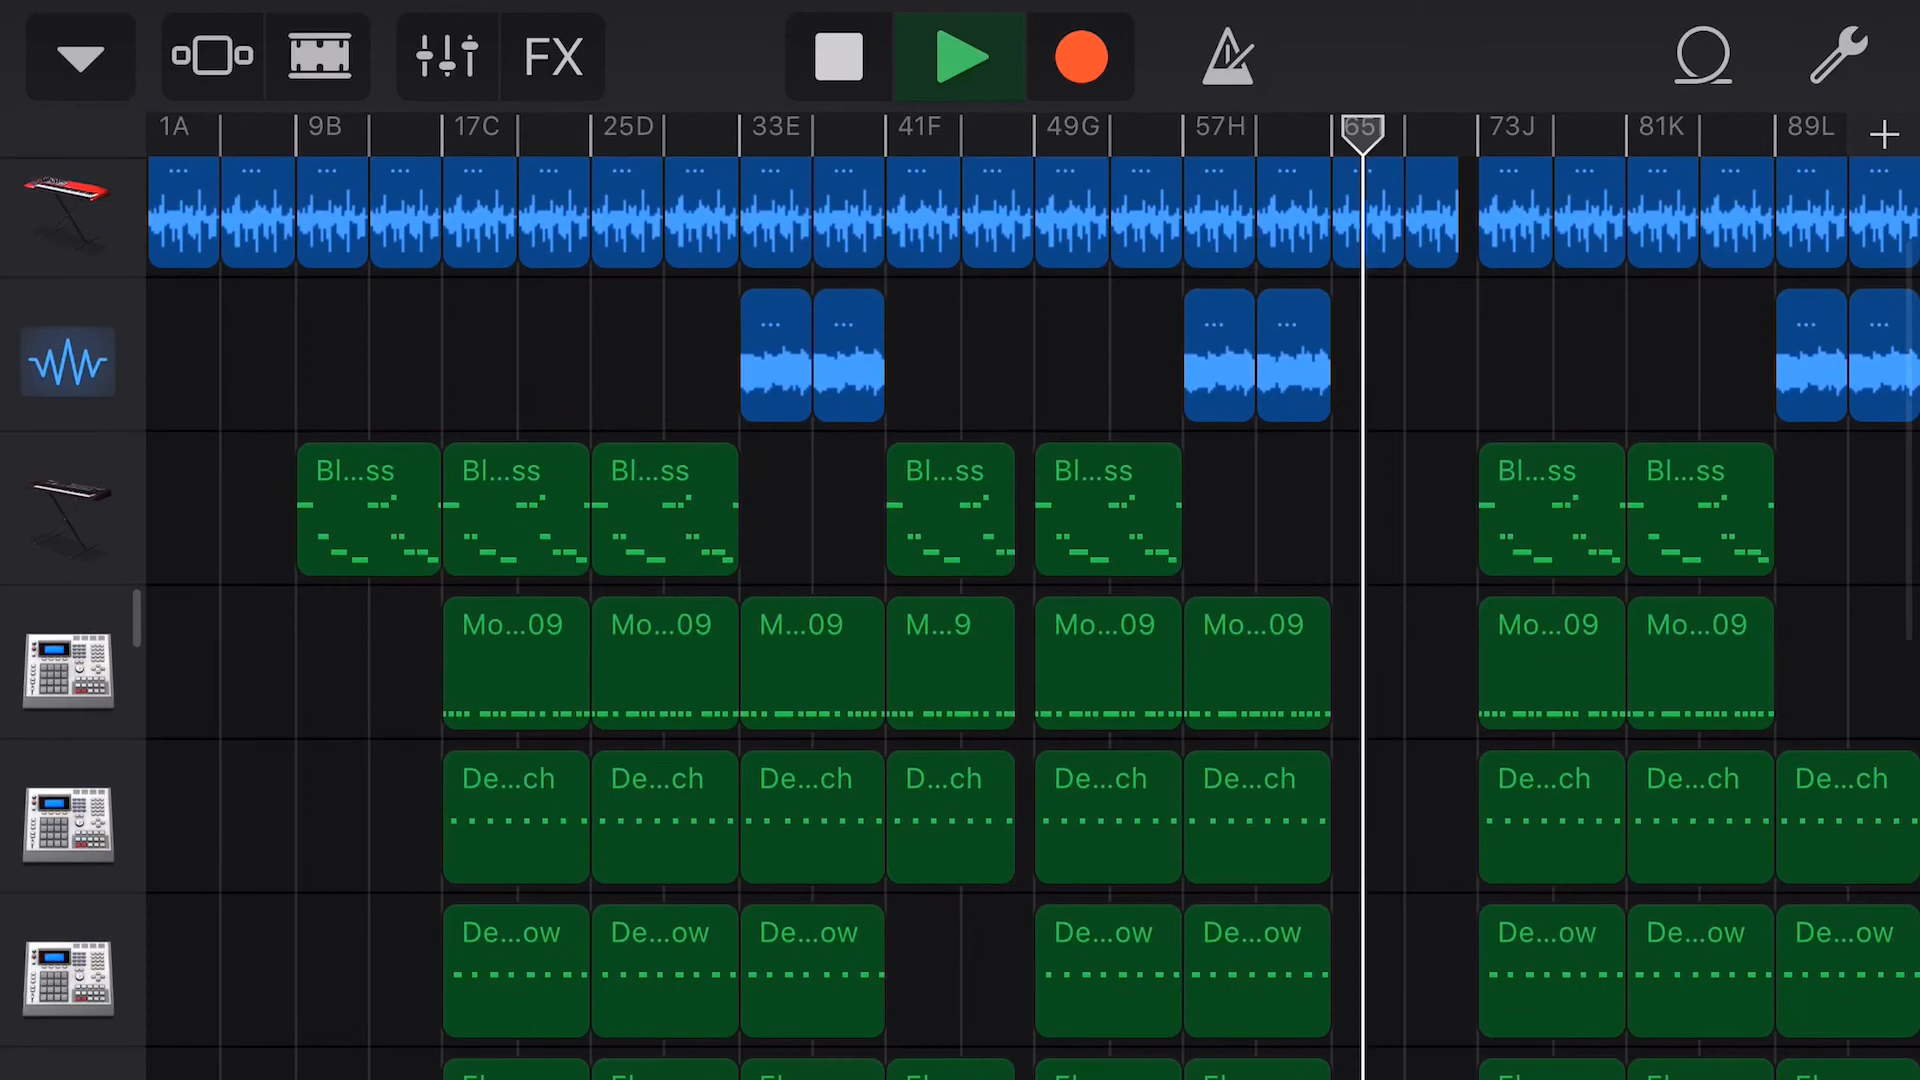 FX
1A 9B 17C 25D 33E 41F 49G 57H 65I 73J 81K 89L
Bl...ss Bl...ss Bl...ss Bl...ss Bl...ss Bl...ss Bl...ss
Mo...09 Mo...09 M...09 M...9 Mo...09 Mo...09 Mo...09 Mo...09
De...ch De...ch De...ch D...ch De...ch De...ch De...ch De...ch De...ch
De...ow De...ow De...ow De...ow De...ow De...ow De...ow De...ow